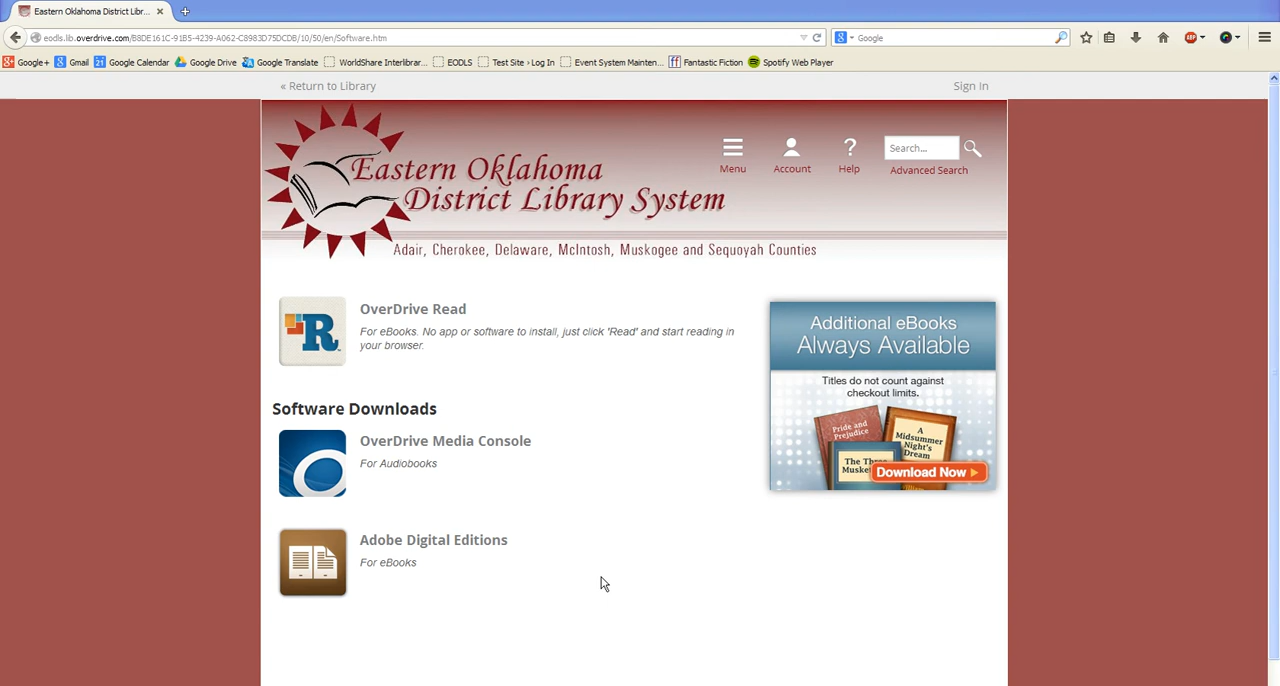 Eastern Oklahoma District Libr...
eodls.lib.overdrive.com/B8DE161C-91B5-4239-A062-C8983D75DCDB/10/50/en/Software.htm
Google
Google+ Gmail Google Calendar Google Drive Google Translate WorldShare Interlibrar... EODLS Test Site › Log In Event System Mainten... Fantastic Fiction Spotify Web Player
« Return to Library
Sign In
Eastern Oklahoma
District Library System
Adair, Cherokee, Delaware, McIntosh, Muskogee and Sequoyah Counties
Menu
Account
Help
Search...
Advanced Search
OverDrive Read
For eBooks. No app or software to install, just click 'Read' and start reading in
your browser.
Software Downloads
OverDrive Media Console
For Audiobooks
Adobe Digital Editions
For eBooks
Additional eBooks
Always Available
Titles do not count against
checkout limits.
Pride and
Prejudice
A
Midsummer
Night's
Dream
The Three
Download Now